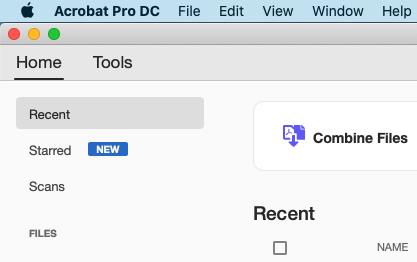 Acrobat Pro DC File Edit View Window Help
Home Tools
Recent
Starred NEW
Scans
FILES
Combine Files
Recent
NAME